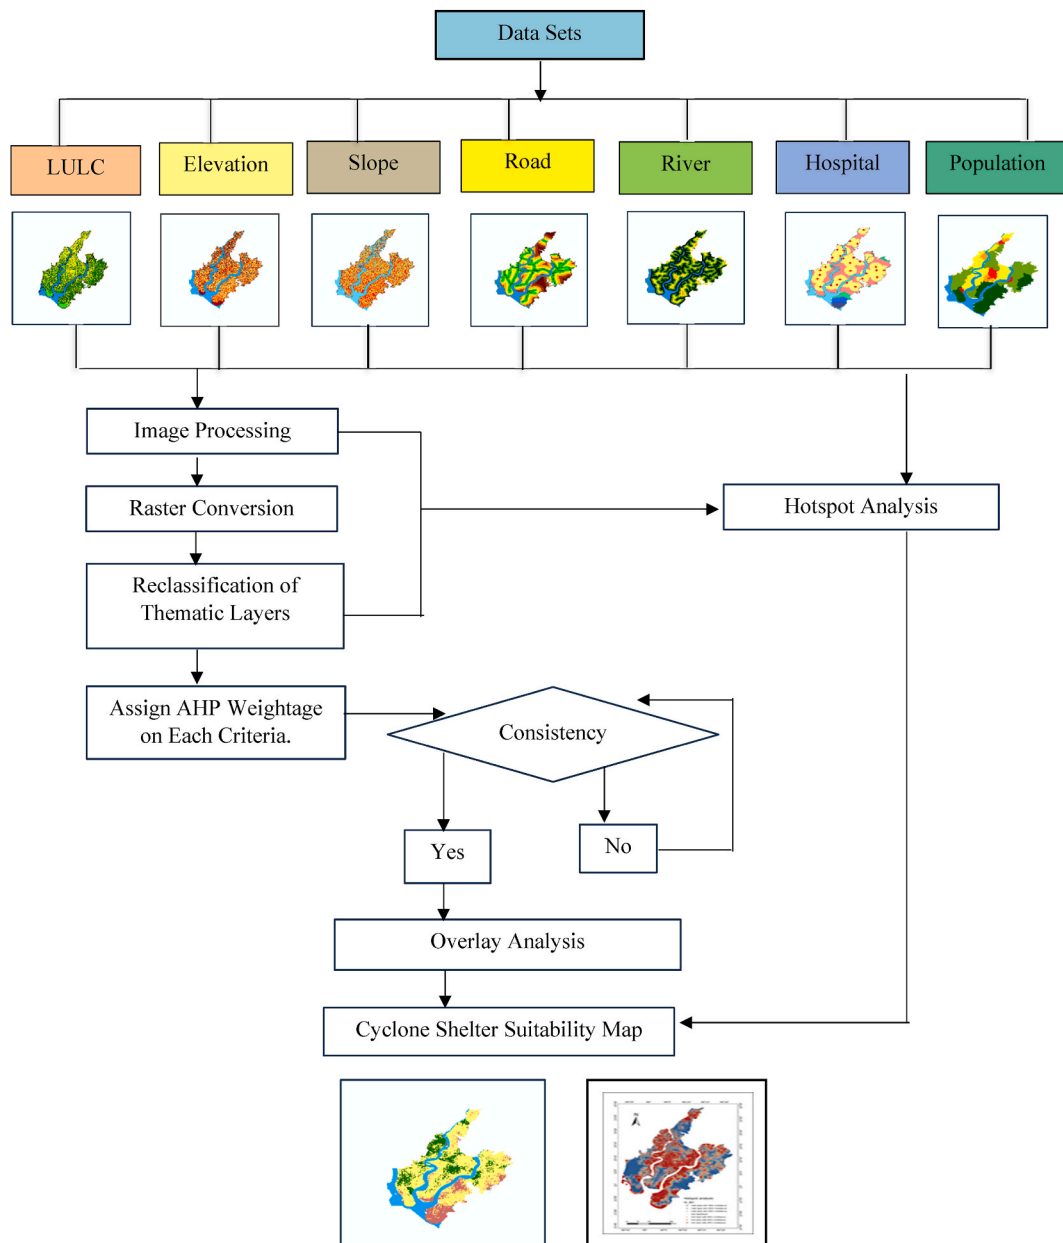 Data Sets
LULC
Elevation
Slope
Road
River
Hospital
Population
Image Processing
Raster Conversion
Hotspot Analysis
Reclassification of
Thematic Layers
Assign AHP Weightage
on Each Criteria.
Consistency
Yes
No
Overlay Analysis
Cyclone Shelter Suitability Map
N